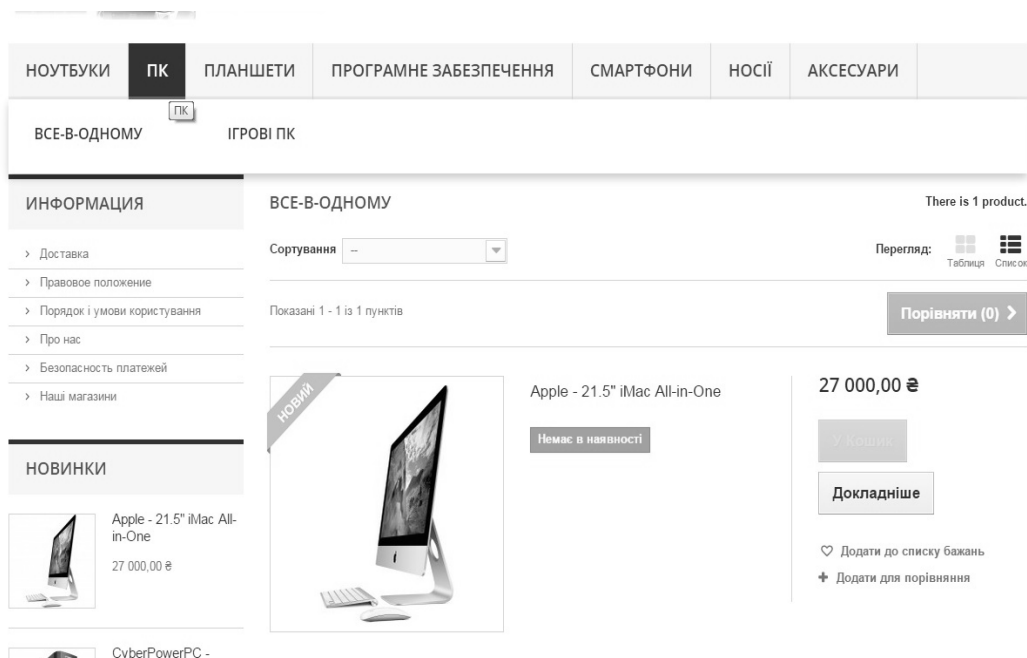 НОУТБУКИ ПК ПЛАНШЕТИ ПРОГРАМНЕ ЗАБЕЗПЕЧЕННЯ СМАРТФОНИ НОСІЇ АКСЕСУАРИ
ПК
ВСЕ-В-ОДНОМУ ІГРОВІ ПК
ИНФОРМАЦИЯ
Доставка
Правовое положение
Порядок і умови користування
Про нас
Безопасность платежей
Наші магазини
НОВИНКИ
Apple - 21.5" iMac All-
in-One
27 000,00 ₴
CyberPowerPC -
ВСЕ-В-ОДНОМУ There is 1 product.
Сортування -- Перегляд: Таблиця Список
Показані 1 - 1 із 1 пунктів Порівняти (0)
НОВИЙ
Apple - 21.5" iMac All-in-One
Немає в наявності
27 000,00 ₴
У Кошик
Докладніше
Додати до списку бажань
Додати для порівняння